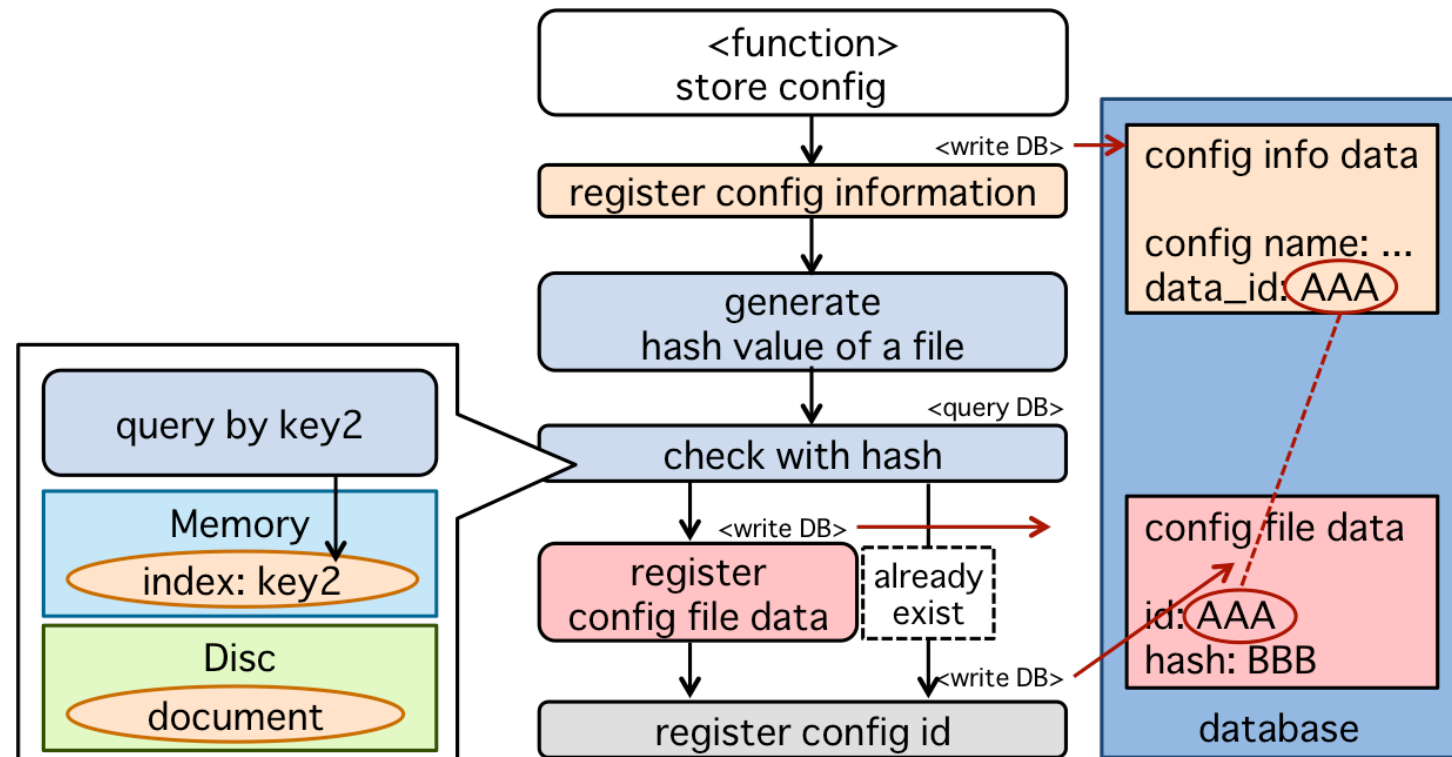 <function>
store config
<write DB>
register config information
generate
hash value of a file
<query DB>
check with hash
<write DB>
register
config file data
already
exist
<write DB>
register config id
query by key2
Memory
index: key2
Disc
document
config info data
config name: ...
data_id: AAA
config file data
id: AAA
hash: BBB
database